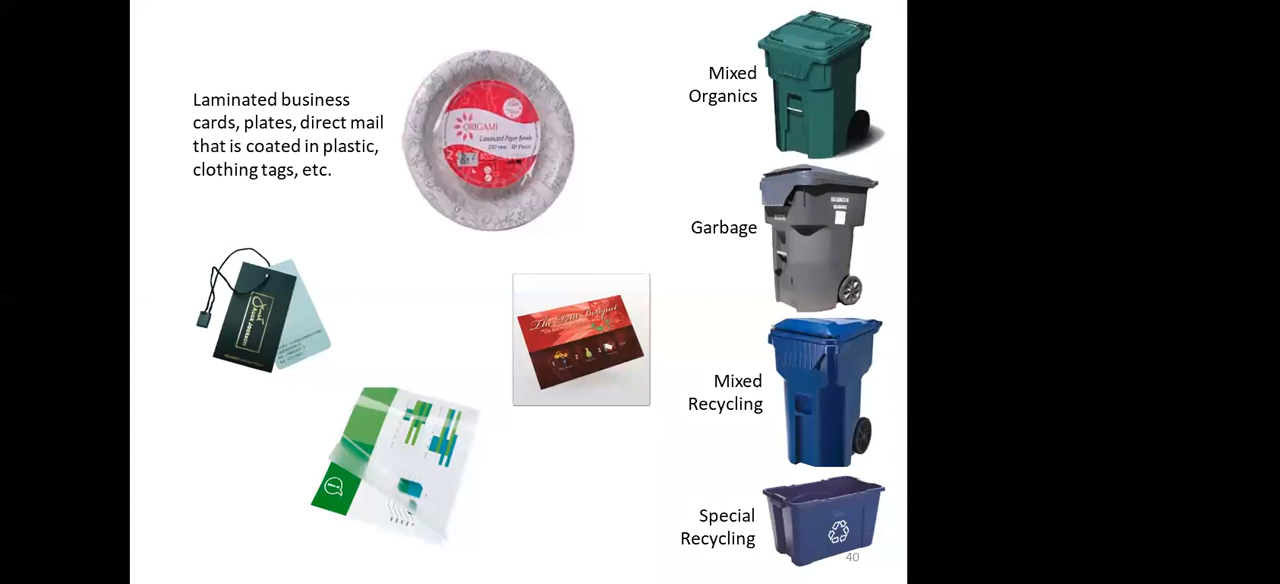 Laminated business
cards, plates, direct mail
that is coated in plastic,
clothing tags, etc.
ORIGAMI
Laminated Paper Bowls
Mixed
Organics
Garbage
Mixed
Recycling
Special
Recycling
40